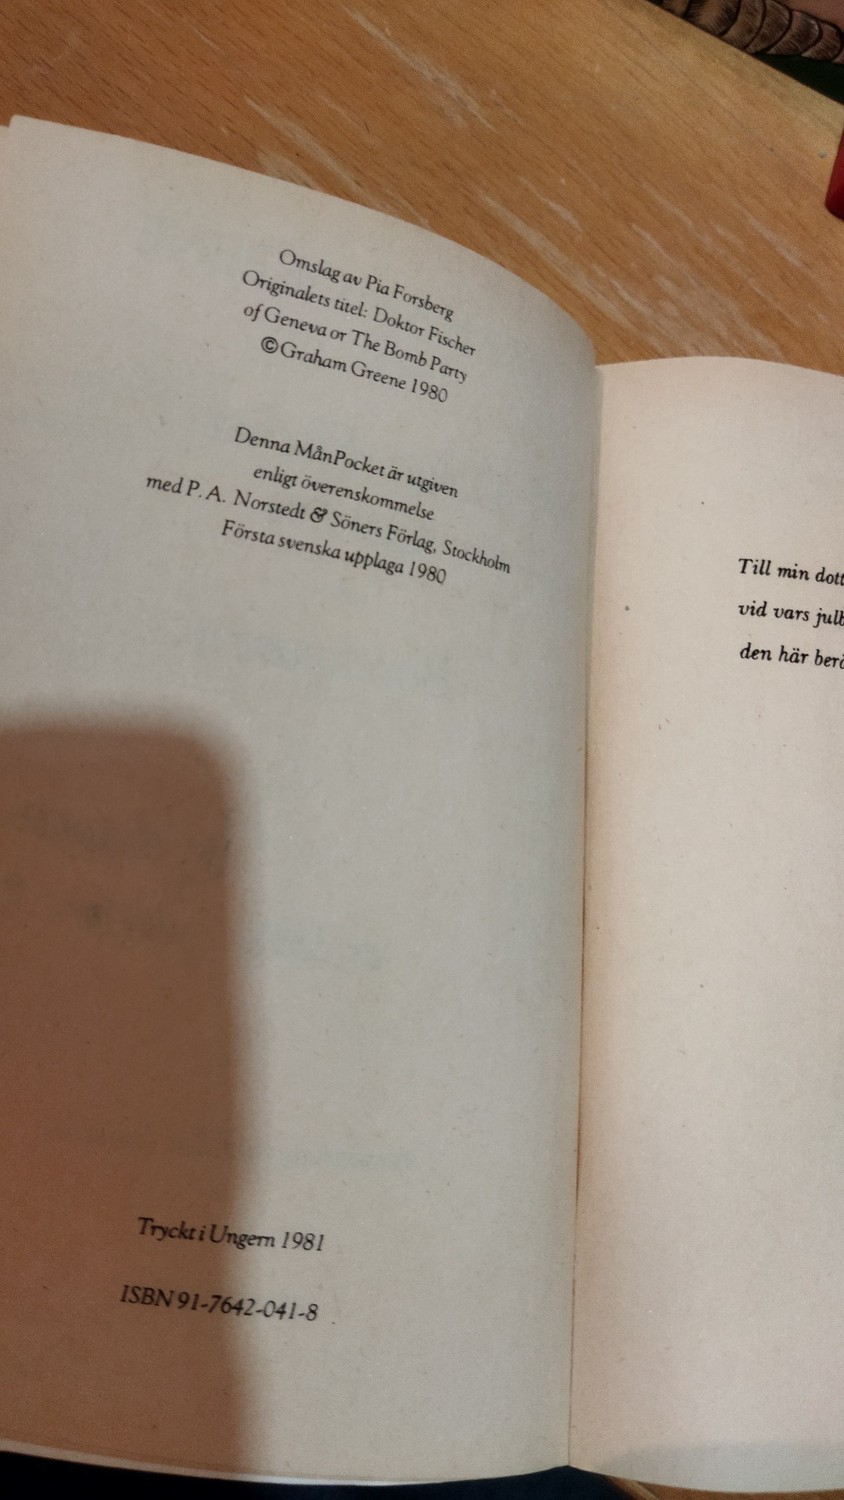 Omslag av Pia Forsberg
Originalets titel: Doktor Fischer
of Geneva or The Bomb Party
©Graham Greene 1980
Denna MånPocket är utgiven
enligt överenskommelse
med P. A. Norstedt & Söners Förlag, Stockholm
Första svenska upplaga 1980
Tryckt i Ungern 1981
ISBN 91-7642-041-8
Till min
vid vars
den här